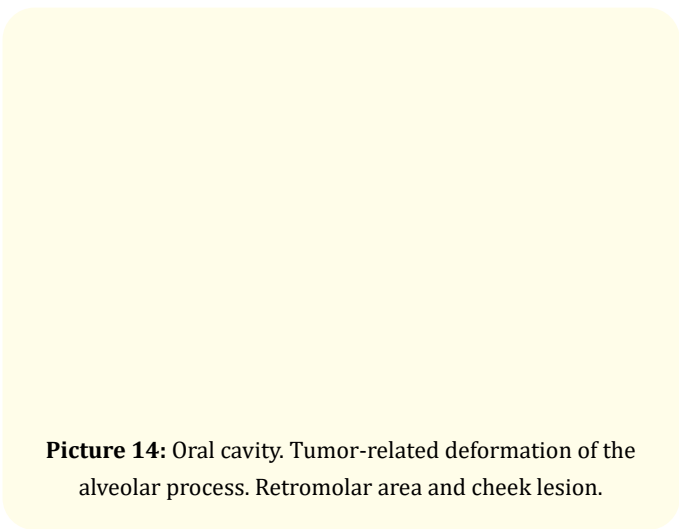 Picture 14: Oral cavity. Tumor-related deformation of the
alveolar process. Retromolar area and cheek lesion.